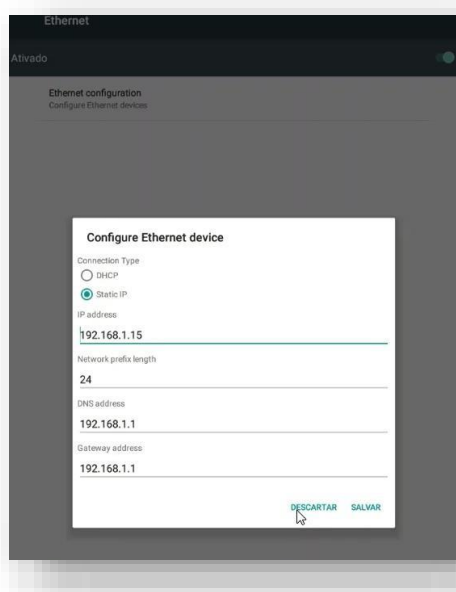 Ethernet
Ativado
Ethernet configuration
Configure Ethernet devices
Configure Ethernet device
Connection Type
DHCP
Static IP
IP address
192.168.1.15
Network prefix length
24
DNS address
192.168.1.1
Gateway address
192.168.1.1
DESCARTAR SALVAR